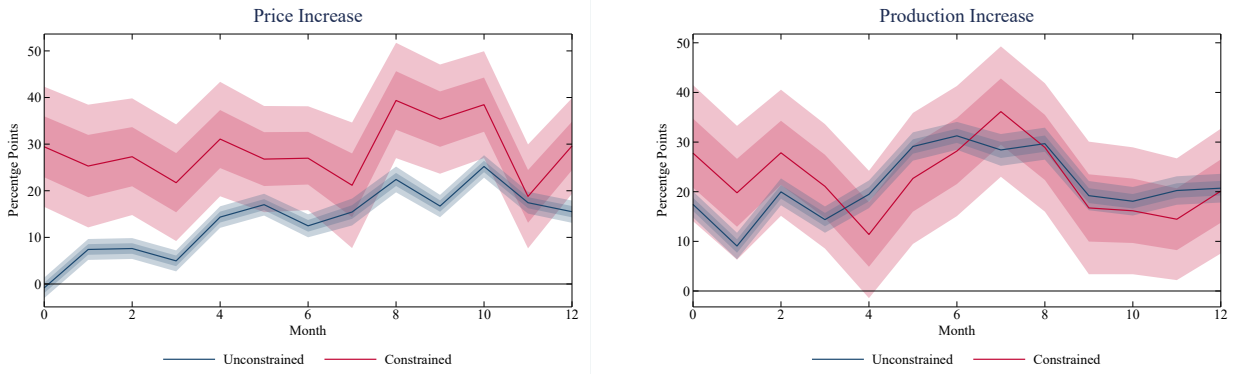 Price Increase
Percentge Points
50
40
30
20
10
0
0 2 4 6 8 10 12
Month
Unconstrained Constrained
Production Increase
Percentge Points
50
40
30
20
10
0
0 2 4 6 8 10 12
Month
Unconstrained Constrained